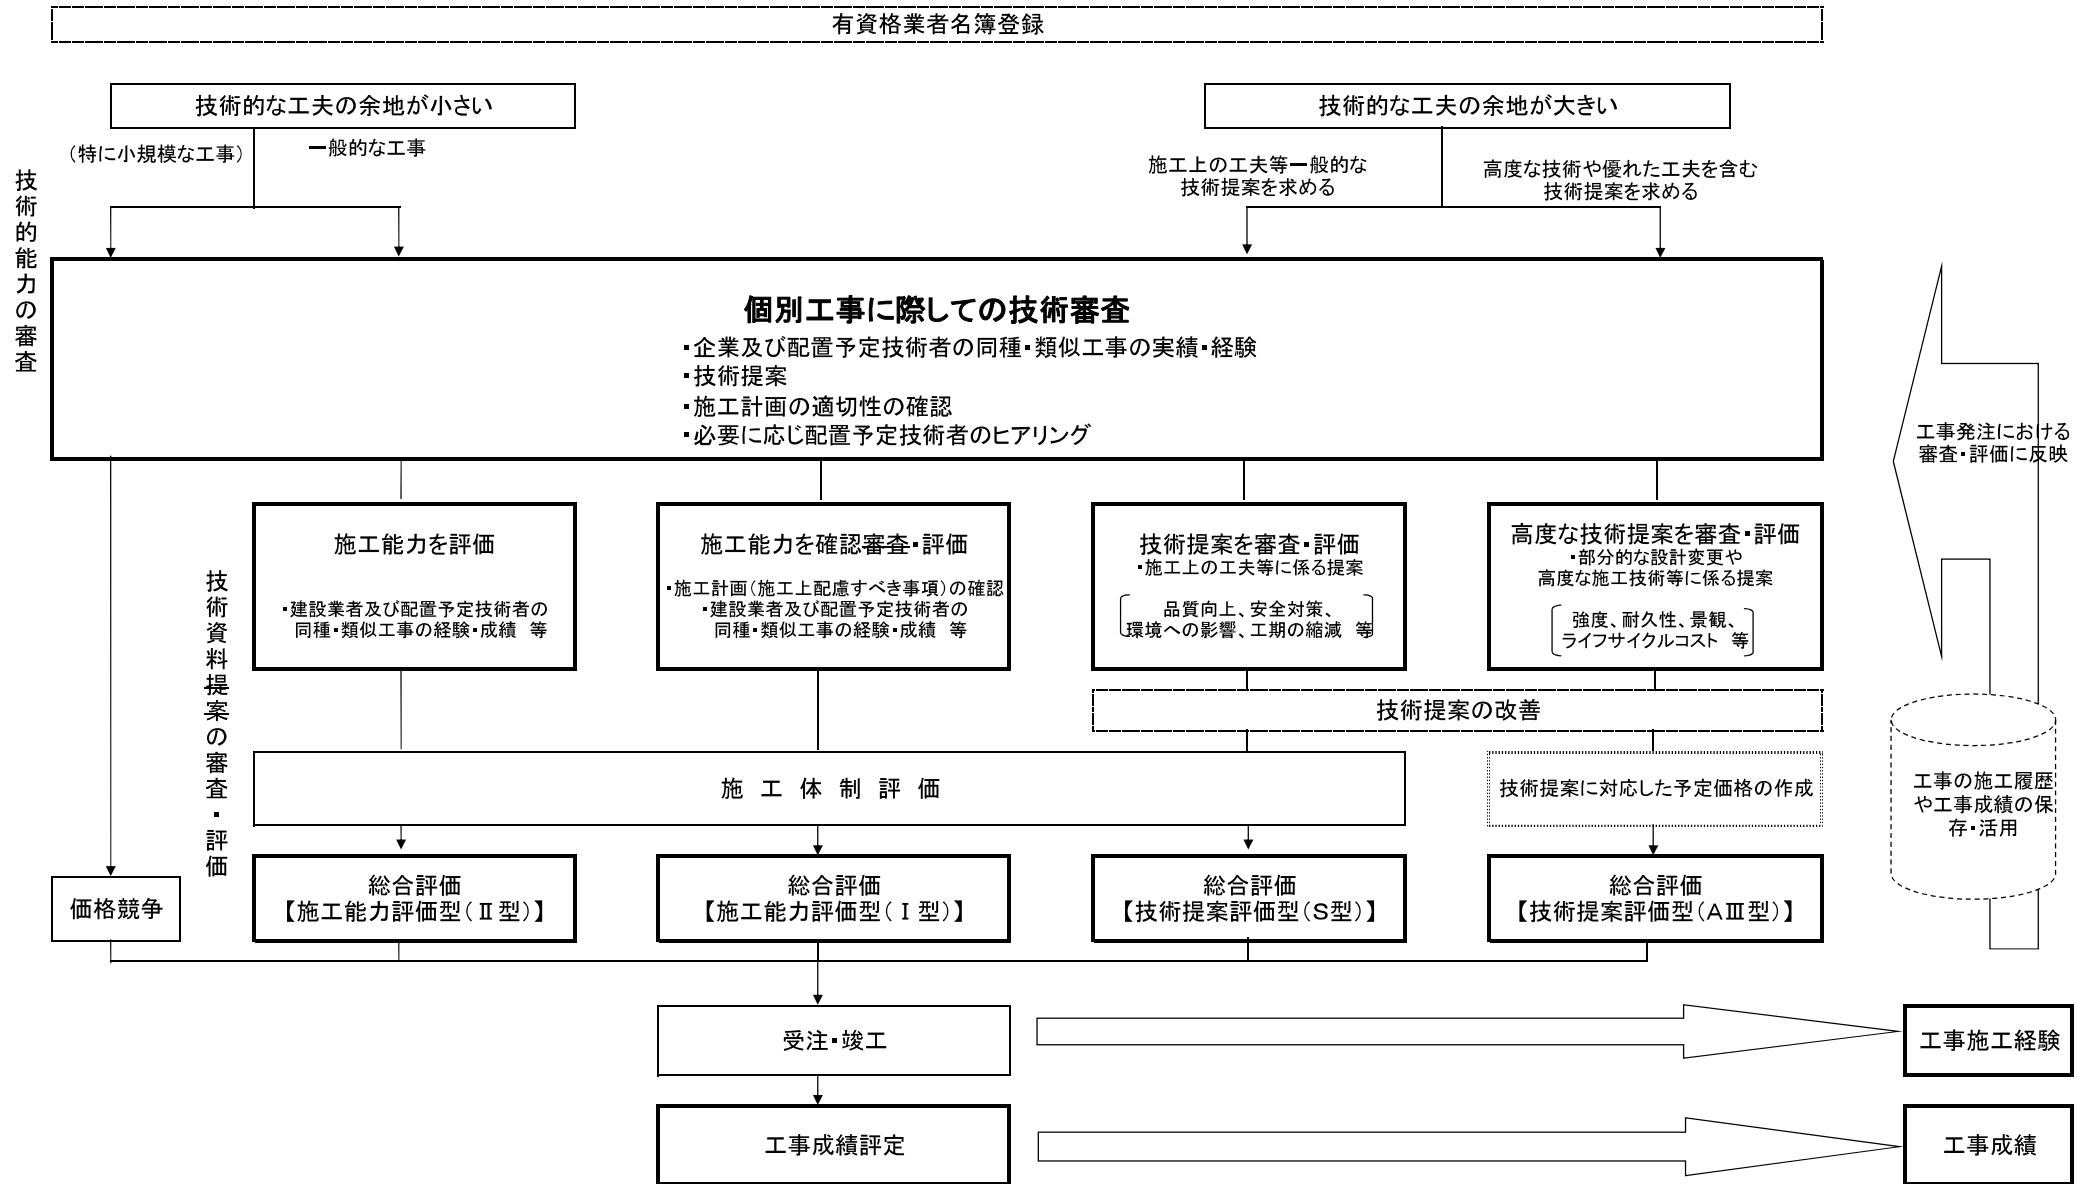 有資格業者名簿登録
技術的な工夫の余地が小さい
技術的な工夫の余地が大きい
（特に小規模な工事）
一般的な工事
施工上の工夫等一般的な
技術提案を求める
高度な技術や優れた工夫を含む
技術提案を求める
技術的能力の審査
個別工事に際しての技術審査
・企業及び配置予定技術者の同種・類似工事の実績・経験
・技術提案
・施工計画の適切性の確認
・必要に応じ配置予定技術者のヒアリング
工事発注における
審査・評価に反映
技術資料提案の審査・評価
施工能力を評価
・建設業者及び配置予定技術者の
同種・類似工事の経験・成績 等
施工能力を確認審査・評価
・施工計画（施工上配慮すべき事項）の確認
・建設業者及び配置予定技術者の
同種・類似工事の経験・成績 等
技術提案を審査・評価
・施工上の工夫等に係る提案
品質向上、安全対策、
環境への影響、工期の縮減 等
高度な技術提案を審査・評価
・部分的な設計変更や
高度な施工技術等に係る提案
強度、耐久性、景観、
ライフサイクルコスト 等
技術提案の改善
施工体制評価
技術提案に対応した予定価格の作成
工事の施工履歴
や工事成績の保
存・活用
価格競争
総合評価
【施工能力評価型（Ⅱ型）】
総合評価
【施工能力評価型（Ⅰ型）】
総合評価
【技術提案評価型（S型）】
総合評価
【技術提案評価型（AⅢ型）】
受注・竣工
工事施工経験
工事成績評定
工事成績